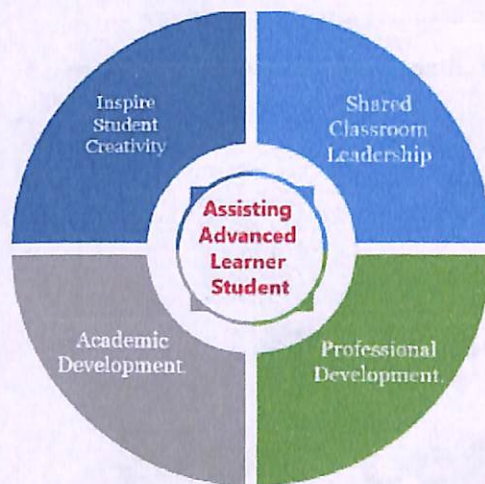 Inspire
Student
Creativity
Shared
Classroom
Leadership
Assisting
Advanced
Learner
Student
Academic
Development.
Professional
Development.